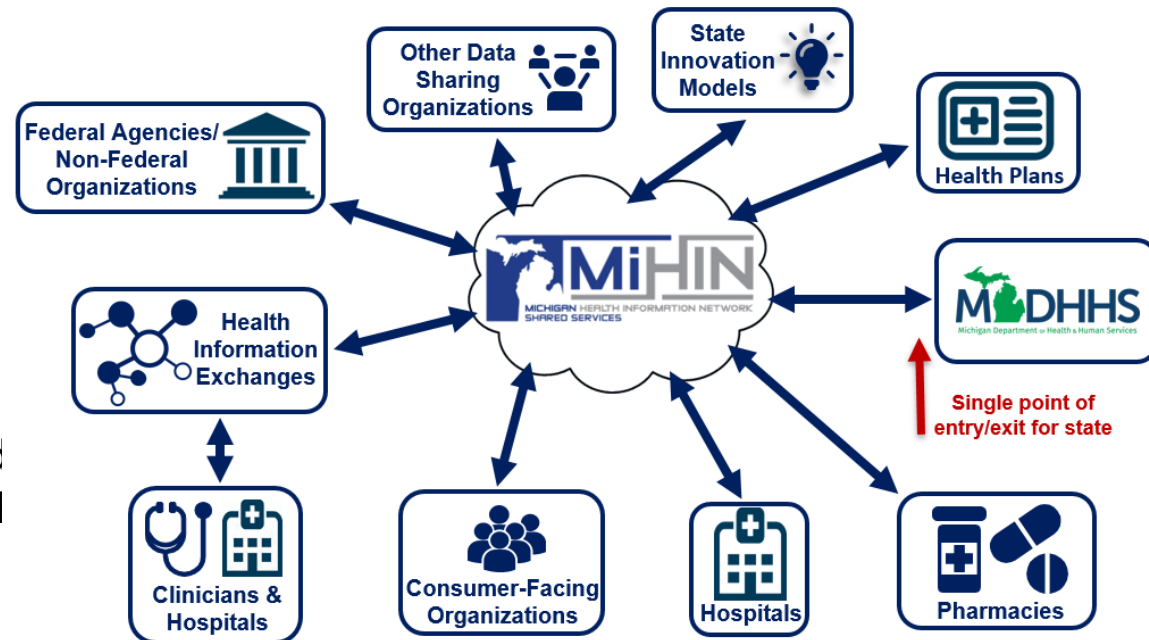 Other Data
Sharing
Organizations
State
Innovation
Models
Federal Agencies/
Non-Federal
Organizations
Health Plans
MiHIN
MICHIGAN HEALTH INFORMATION NETWORK
SHARED SERVICES
MDHHS
Michigan Department of Health & Human Services
Health
Information
Exchanges
Single point of
entry/exit for state
Clinicians &
Hospitals
Consumer-Facing
Organizations
Hospitals
Pharmacies